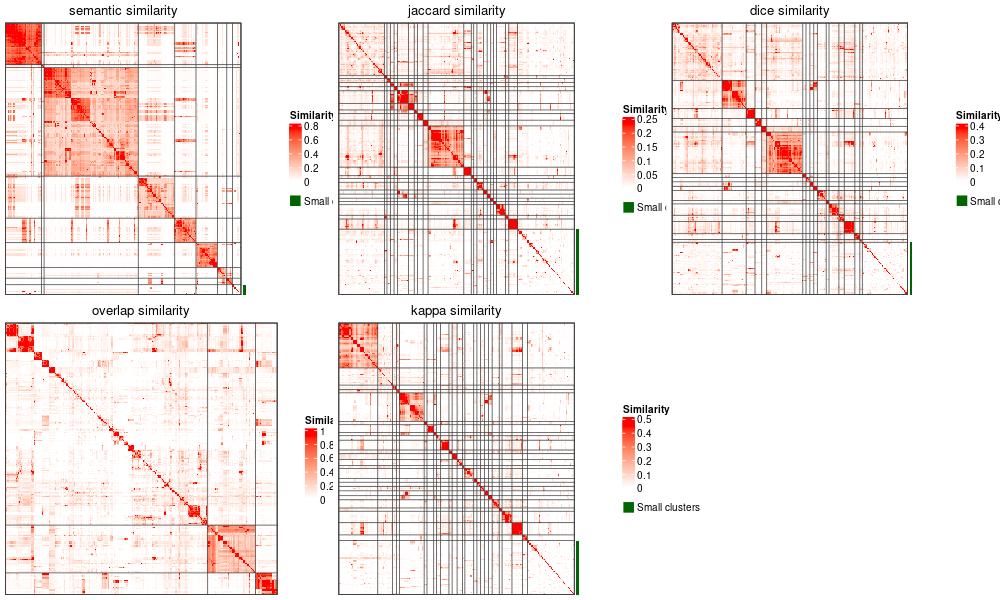 semantic similarity
Similarity
0.8
0.6
0.4
0.2
0
Small
jaccard similarity
Similarity
0.25
0.2
0.15
0.1
0.05
0
Small
dice similarity
Similarity
0.4
0.3
0.2
0.1
0
Small c
overlap similarity
Simila
1
0.8
0.6
0.4
0.2
0
kappa similarity
Similarity
0.5
0.4
0.3
0.2
0.1
0
Small clusters